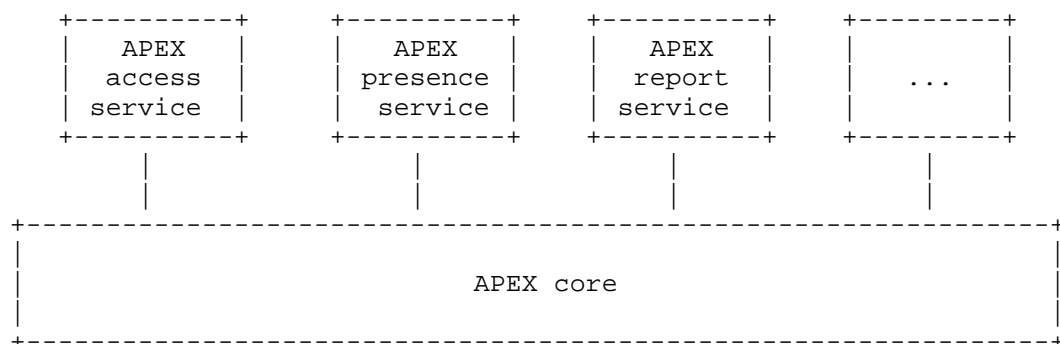 APEX APEX APEX
access presence report ...
service service service
APEX core